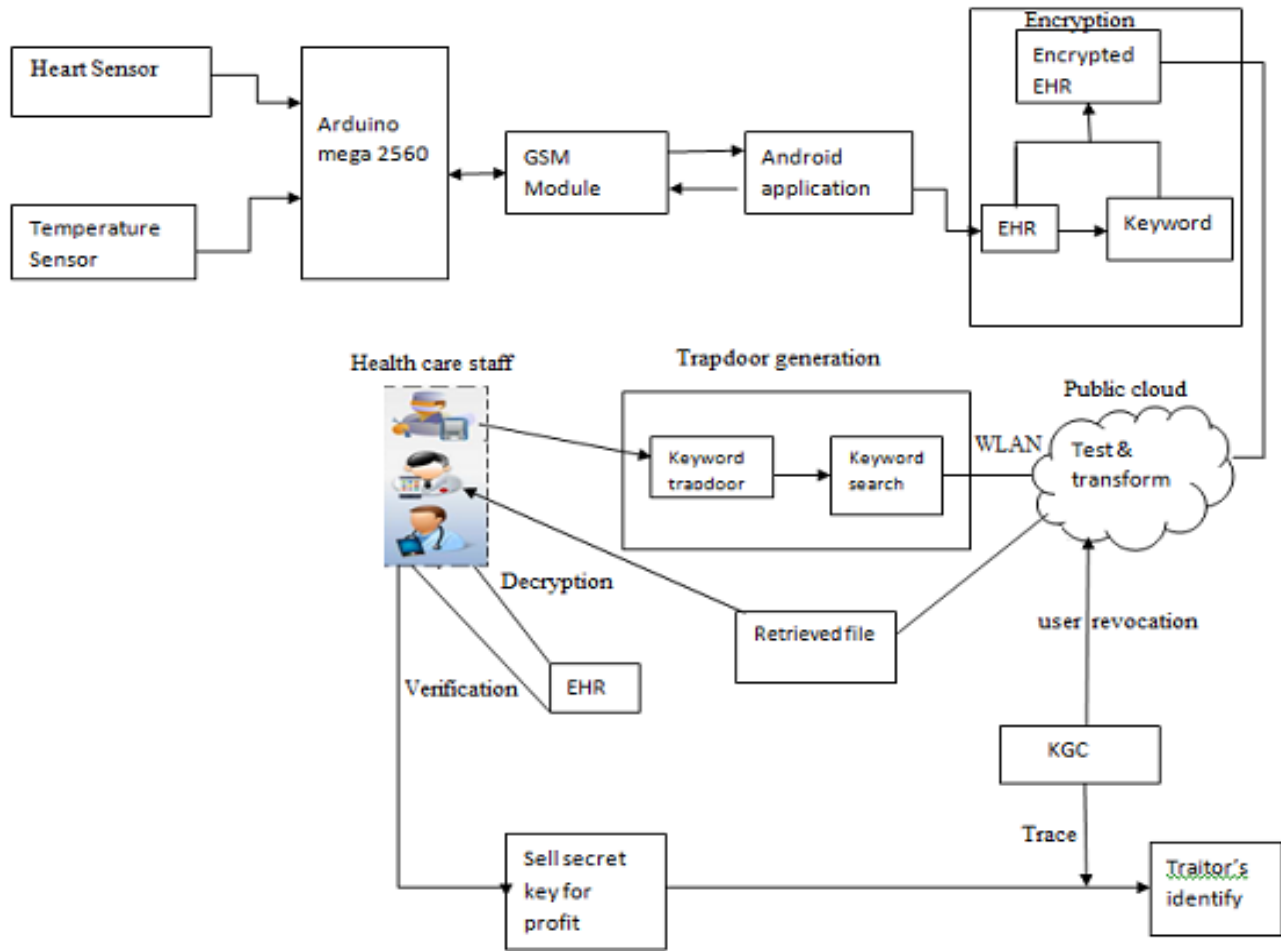 Encryption
Heart Sensor
Encrypted
EHR
Arduino
mega 2560
GSM
Module
Android
application
EHR
Keyword
Temperature
Sensor
Health care staff
Trapdoor generation
Public cloud
Keyword
trapdoor
Keyword
search
WLAN
Test &
transform
Decryption
Retrieved file
user revocation
Verification
EHR
KGC
Trace
Sell secret
key for
profit
Traitor's
identify